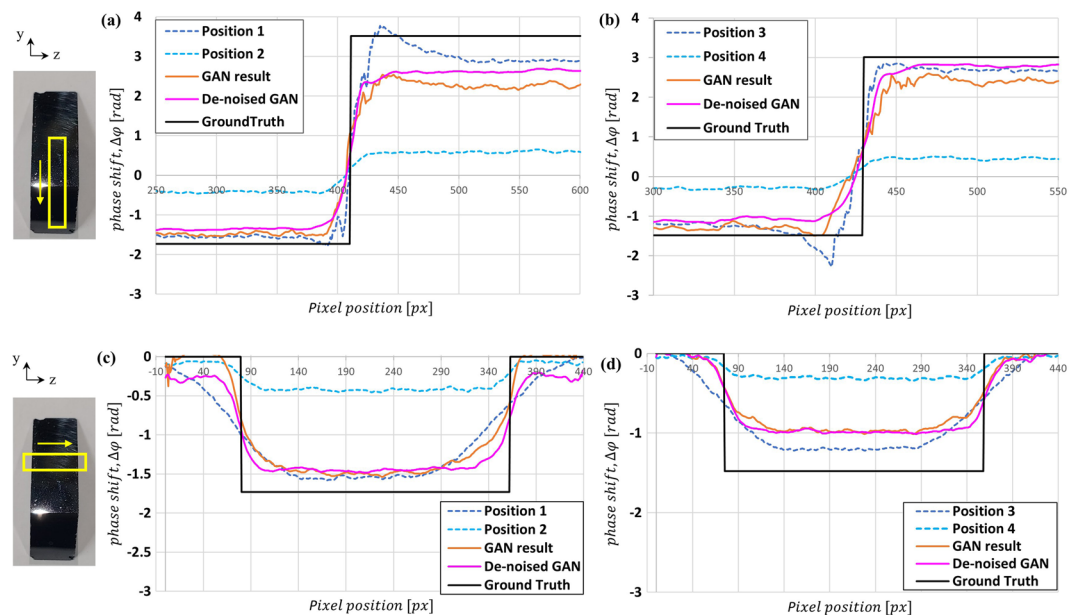 y
z
(a)
4
3
2
1
0
-1
-2
-3
250
300
350
400
450
500
550
600
phase shift, Δφ [rad]
Pixel position [px]
Position 1
Position 2
GAN result
De-noised GAN
GroundTruth
(b)
4
3
2
1
0
-1
-2
-3
300
350
400
450
500
550
phase shift, Δφ [rad]
Pixel position [px]
Position 3
Position 4
GAN result
De-noised GAN
Ground Truth
y
z
(c)
0
-0.5
-1
-1.5
-2
-2.5
-3
-10
40
90
140
190
240
290
340
390
440
phase shift, Δφ [rad]
Pixel position [px]
Position 1
Position 2
GAN result
De-noised GAN
Ground Truth
(d)
0
-1
-2
-3
-10
40
90
140
190
240
290
340
390
440
phase shift, Δφ [rad]
Pixel position [px]
Position 3
Position 4
GAN result
De-noised GAN
Ground Truth